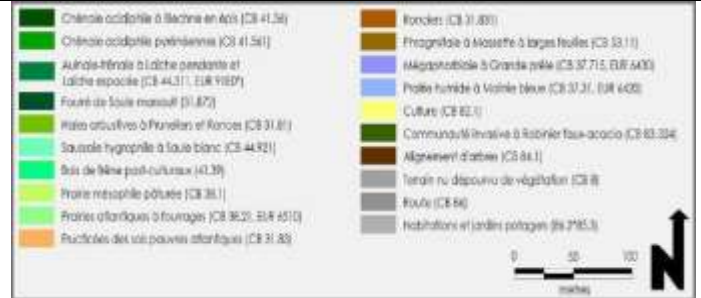 Chênaie acidiphile à Blechne en épis (CB 41.56)
Chênaie acidiphile pyrénéenne (CB 41.561)
Aulnaie-frênaie à Laîche pendante et
Laîche espacée (CB 44.311, EUR 91E0*)
Fourré de Saule marsault (31.872)
Haies arbustives à Prunelliers et Ronces (CB 31.81)
Saussaie hygrophile à Saule blanc (CB 44.921)
Bois de frêne post-culturaux (41.39)
Prairie mésophile pâturée (CB 38.1)
Prairies atlantiques à fourrages (CB 38.21, EUR 6510)
Fruticées des sols pauvres atlantiques (CB 31.83)
Ronciers (CB 31.831)
Phragmitaie à Massette à larges feuilles (CB 53.11)
Mégaphorbiaie à Grande prêle (CB 37.715, EUR 6430)
Prairie humide à Molinie bleue (CB 37.31, EUR 6410)
Culture (CB 82.1)
Communauté invasive à Robinier faux-acacia (CB 83.324)
Alignement d'arbres (CB 84.1)
Terrain nu dépourvu de végétation (CB 8)
Route (CB 86)
Habitations et jardins potagers (86.2*85.3)
0 50 100
mètres
N